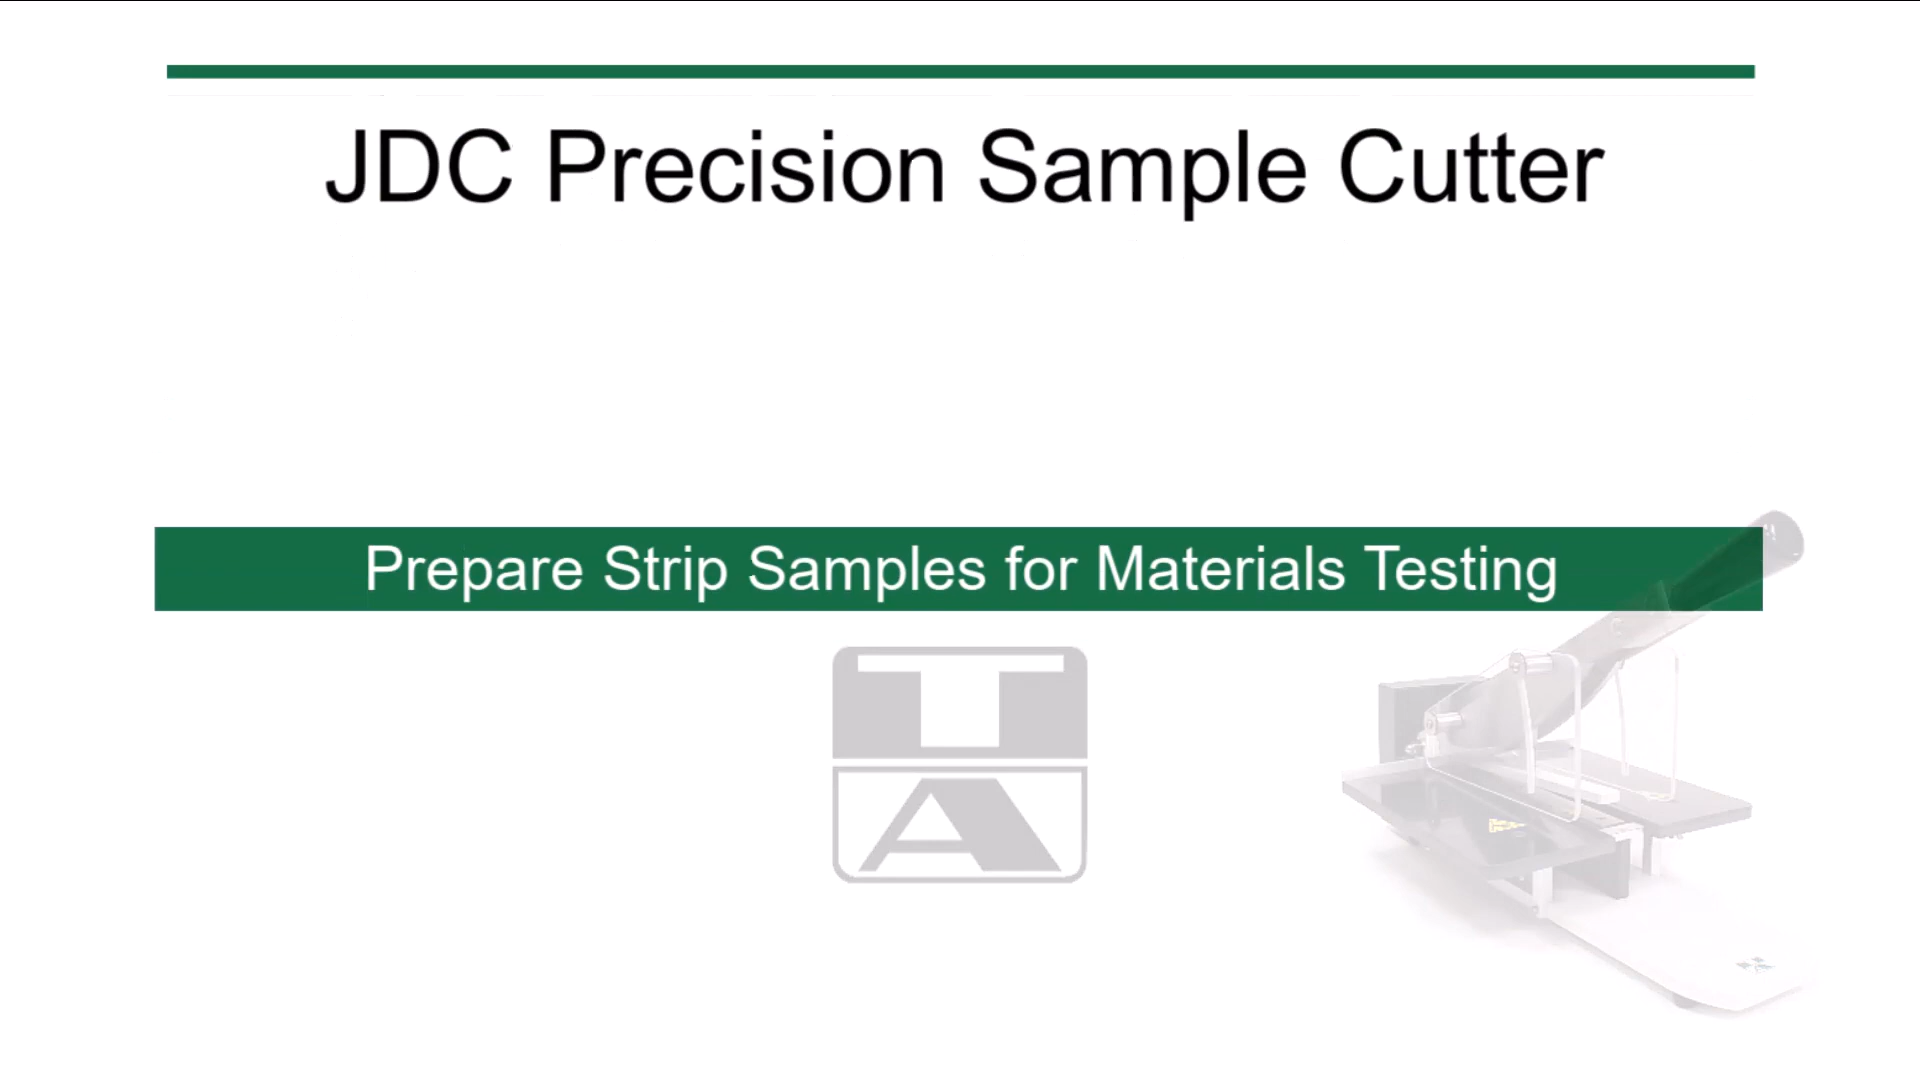 JDC Precision Sample Cutter
Prepare Strip Samples for Materials Testing
T
A